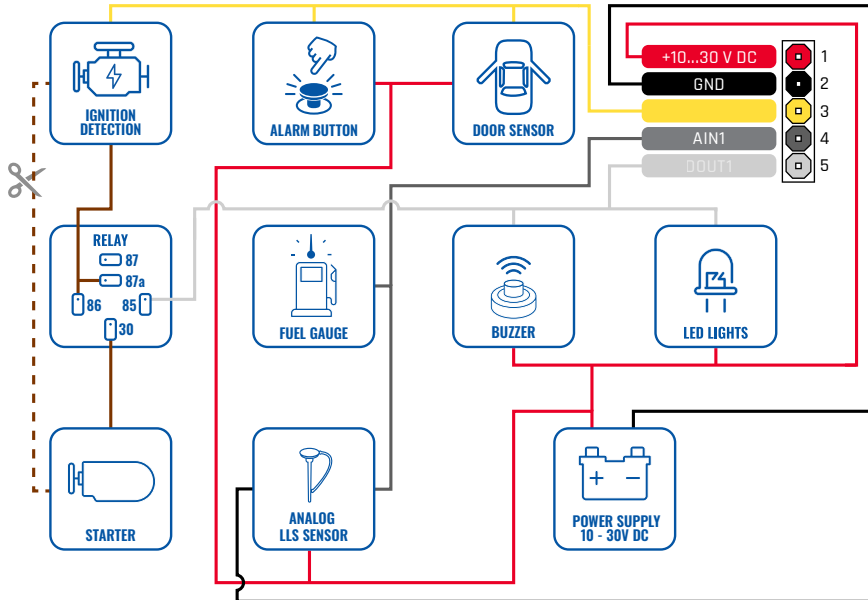 +10...30 V DC
1
GND
2
3
AIN1
4
DOUT1
5
IGNITION
DETECTION
ALARM BUTTON
DOOR SENSOR
RELAY
87
87a
86
85
30
FUEL GAUGE
BUZZER
LED LIGHTS
STARTER
ANALOG
LLS SENSOR
+ −
POWER SUPPLY
10 - 30V DC